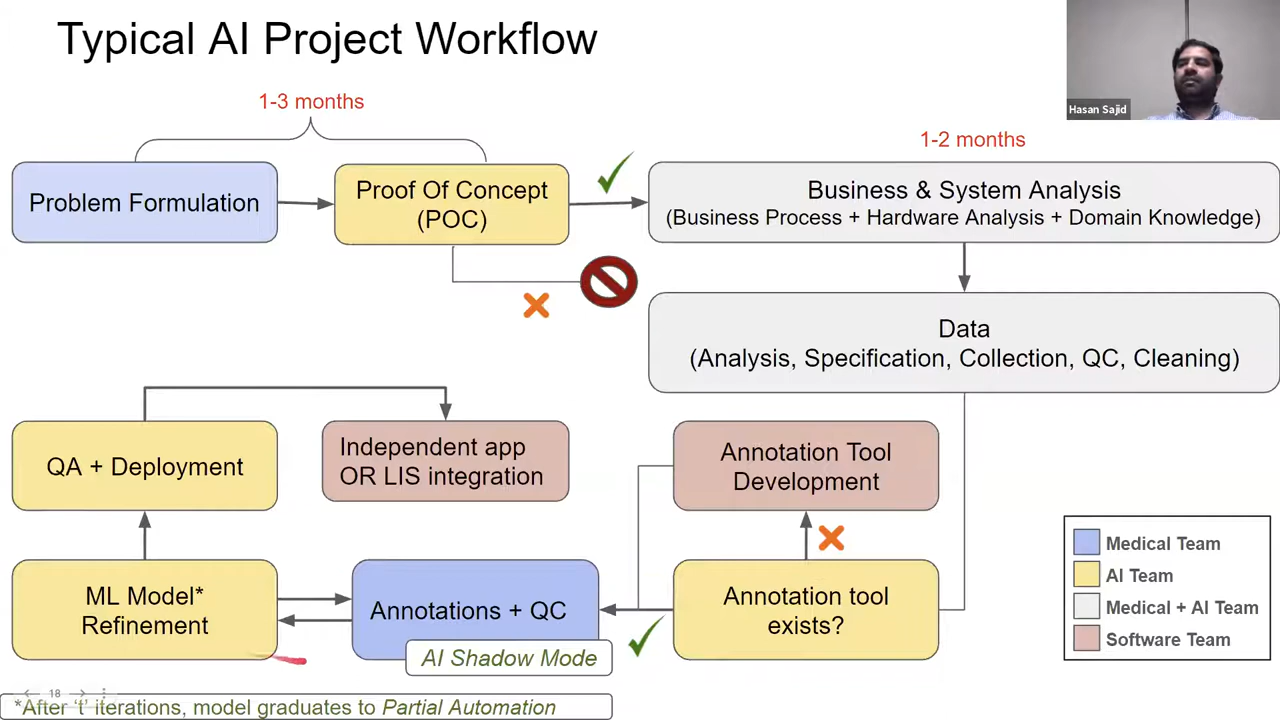 Typical AI Project Workflow
Hasan Sajid
1-3 months
1-2 months
Problem Formulation
Proof Of Concept
(POC)
Business & System Analysis
(Business Process + Hardware Analysis + Domain Knowledge)
Data
(Analysis, Specification, Collection, QC, Cleaning)
QA + Deployment
Independent app
OR LIS integration
Annotation Tool
Development
ML Model*
Refinement
Annotations + QC
AI Shadow Mode
Annotation tool
exists?
Medical Team
AI Team
Medical + AI Team
Software Team
18
*After 't' iterations, model graduates to Partial Automation